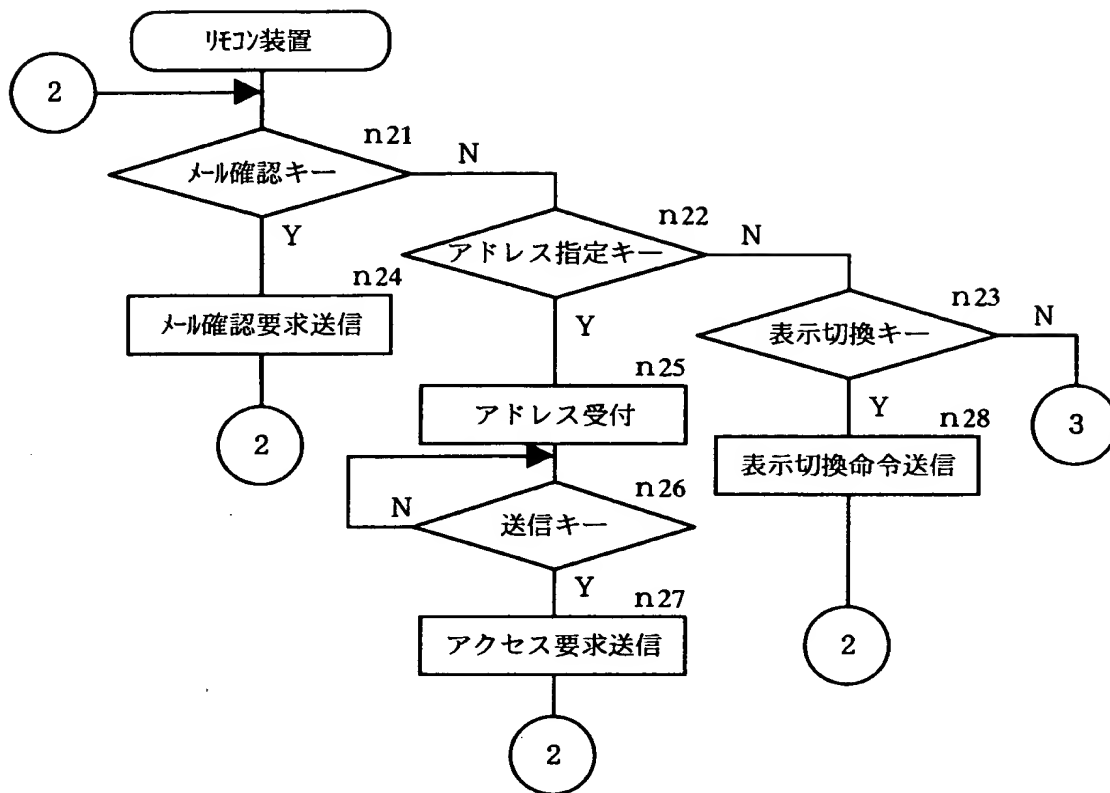 リモコン装置
2
n21
メール確認キー
N
Y
n22
アドレス指定キー
N
Y
n24
メール確認要求送信
2
n23
表示切換キー
N
Y
3
n25
アドレス受付
n28
表示切換命令送信
2
n26
送信キー
N
Y
n27
アクセス要求送信
2